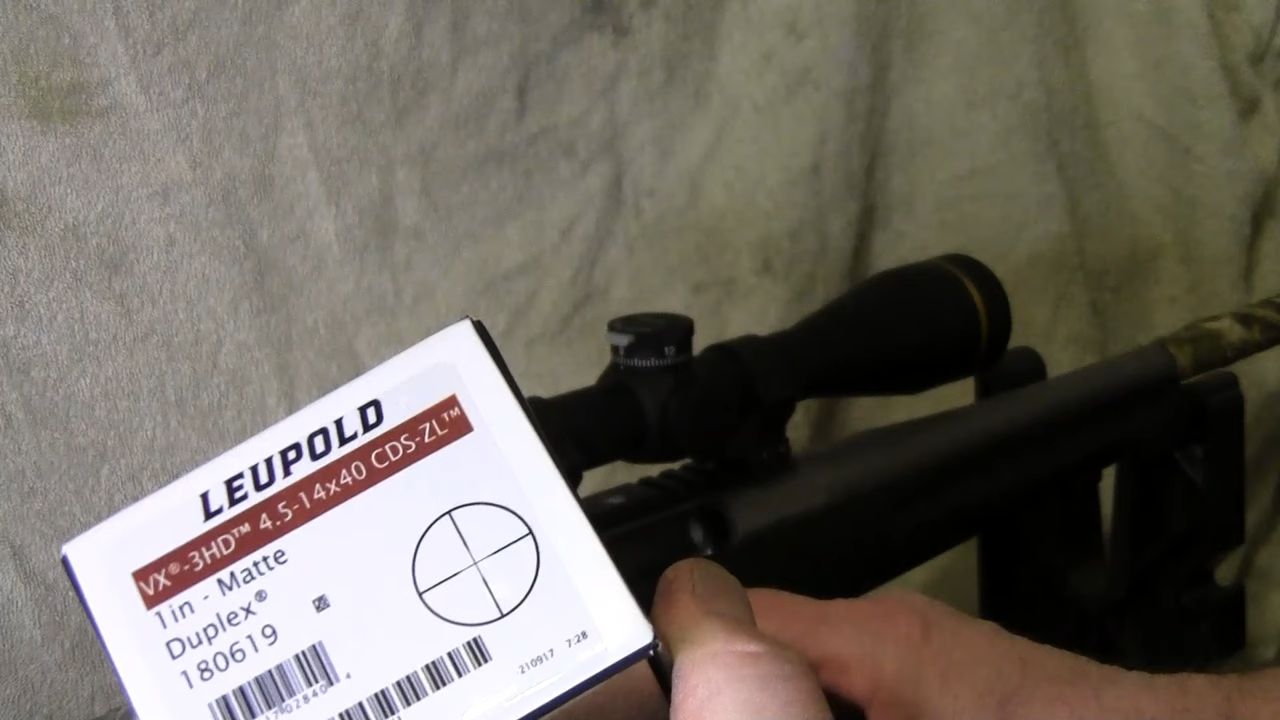 LEUPOLD
VX®-3HD™ 4.5-14x40 CDS-ZL™
1in - Matte
Duplex®
180619
210917 7:28